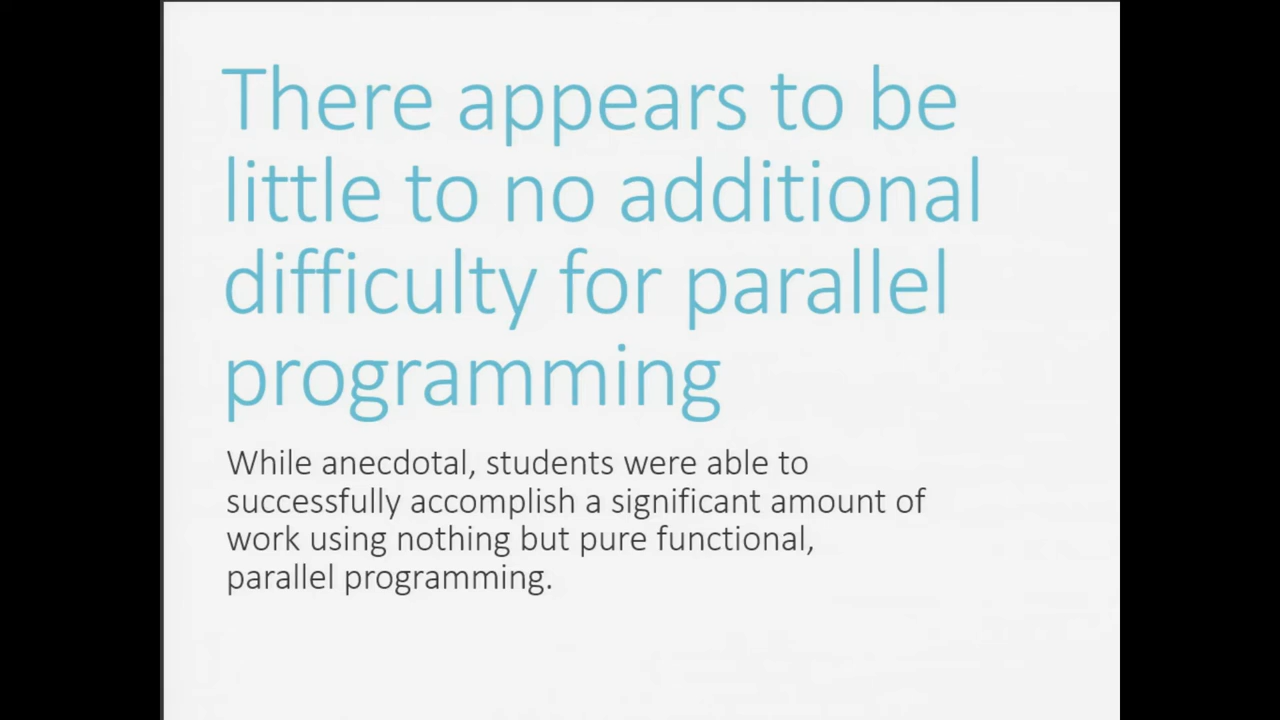 There appears to be
little to no additional
difficulty for parallel
programming
While anecdotal, students were able to
successfully accomplish a significant amount of
work using nothing but pure functional,
parallel programming.